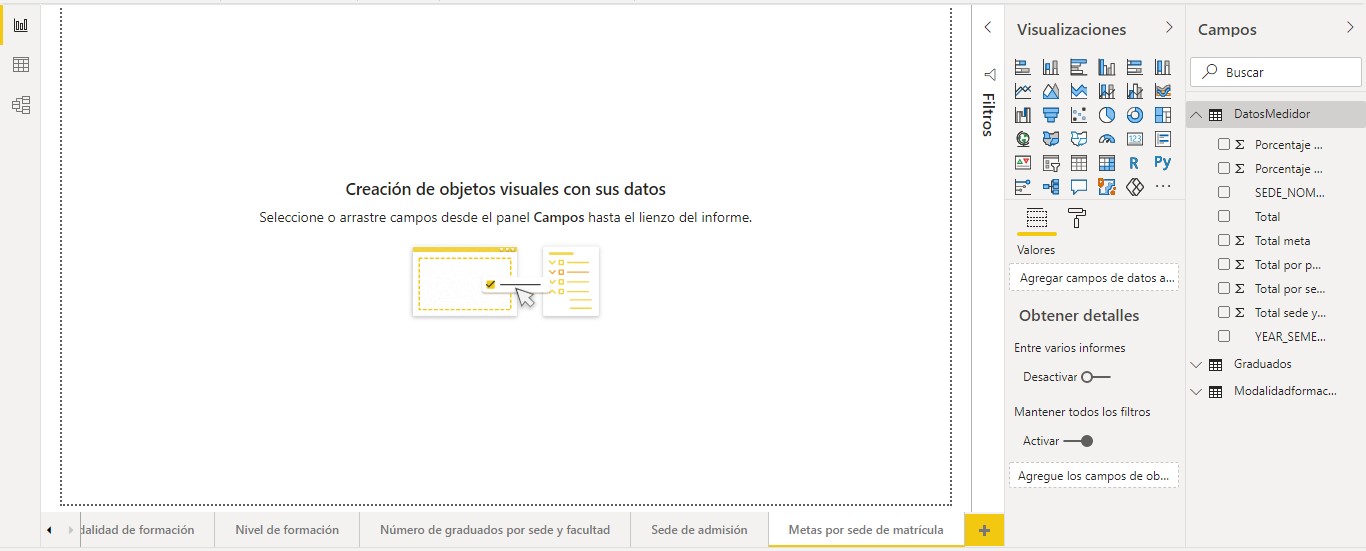 Creación de objetos visuales con sus datos
Seleccione o arrastre campos desde el panel Campos hasta el lienzo del informe.
Filtros
Visualizaciones
123
R
Py
Valores
Agregar campos de datos a...
Obtener detalles
Entre varios informes
Desactivar
Mantener todos los filtros
Activar
Agregue los campos de ob...
Campos
Buscar
DatosMedidor
Σ Porcentaje ...
Σ Porcentaje ...
SEDE_NOM...
Total
Σ Total meta
Σ Total por p...
Σ Total por se...
Σ Total sede y...
YEAR_SEME...
Graduados
Modalidadformac...
dalidad de formación
Nivel de formación
Número de graduados por sede y facultad
Sede de admisión
Metas por sede de matrícula
+